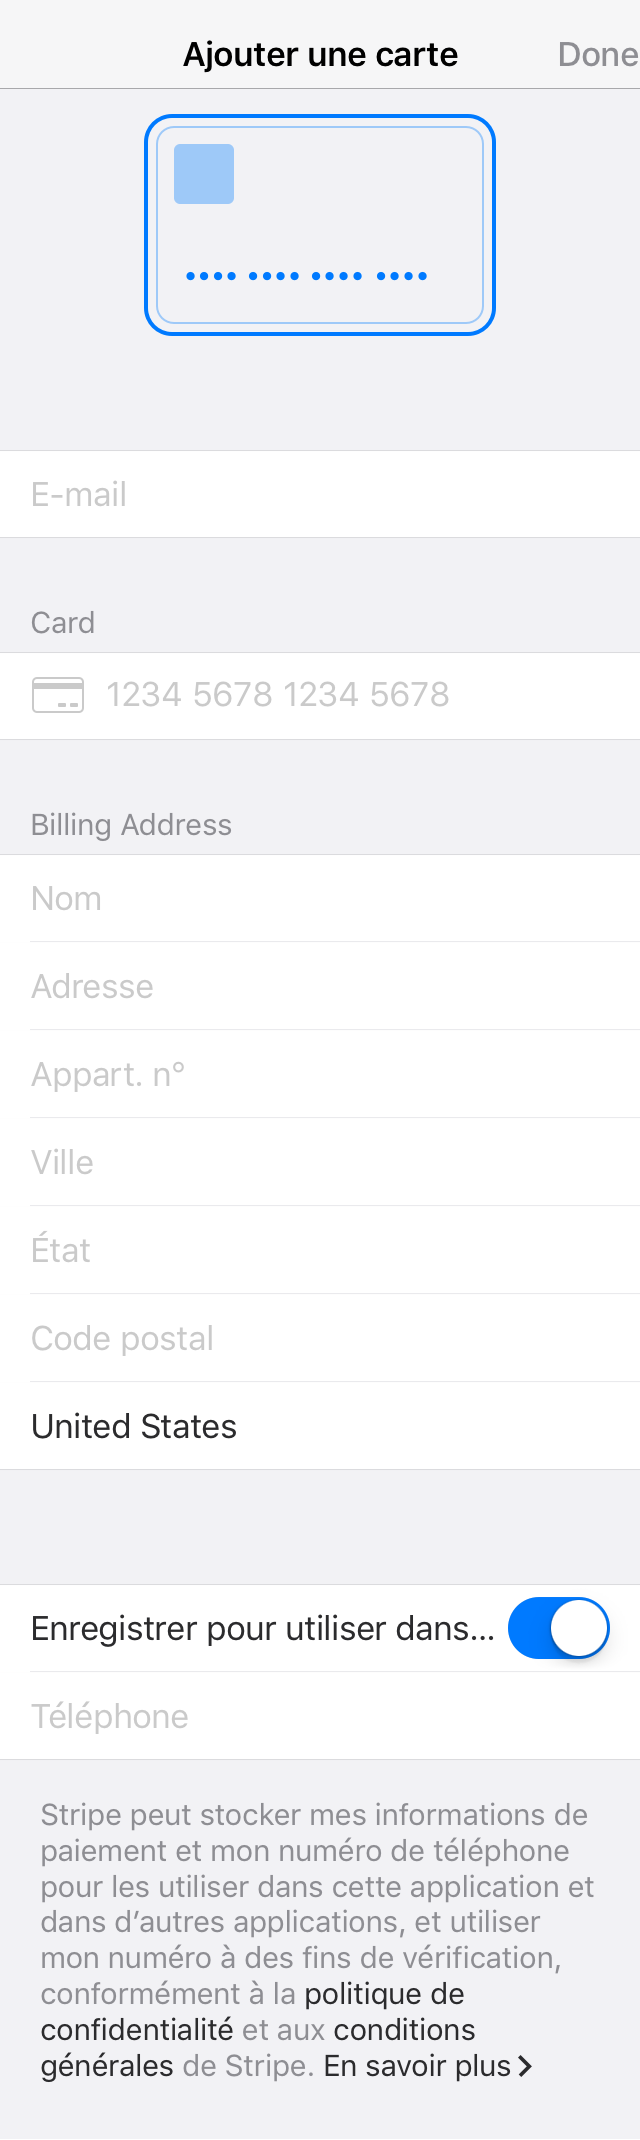 Ajouter une carte
Done
•••• •••• •••• ••••
E-mail
Card
1234 5678 1234 5678
Billing Address
Nom
Adresse
Appart. n°
Ville
État
Code postal
United States
Enregistrer pour utiliser dans...
Téléphone
Stripe peut stocker mes informations de
paiement et mon numéro de téléphone
pour les utiliser dans cette application et
dans d’autres applications, et utiliser
mon numéro à des fins de vérification,
conformément à la politique de
confidentialité et aux conditions
générales de Stripe. En savoir plus